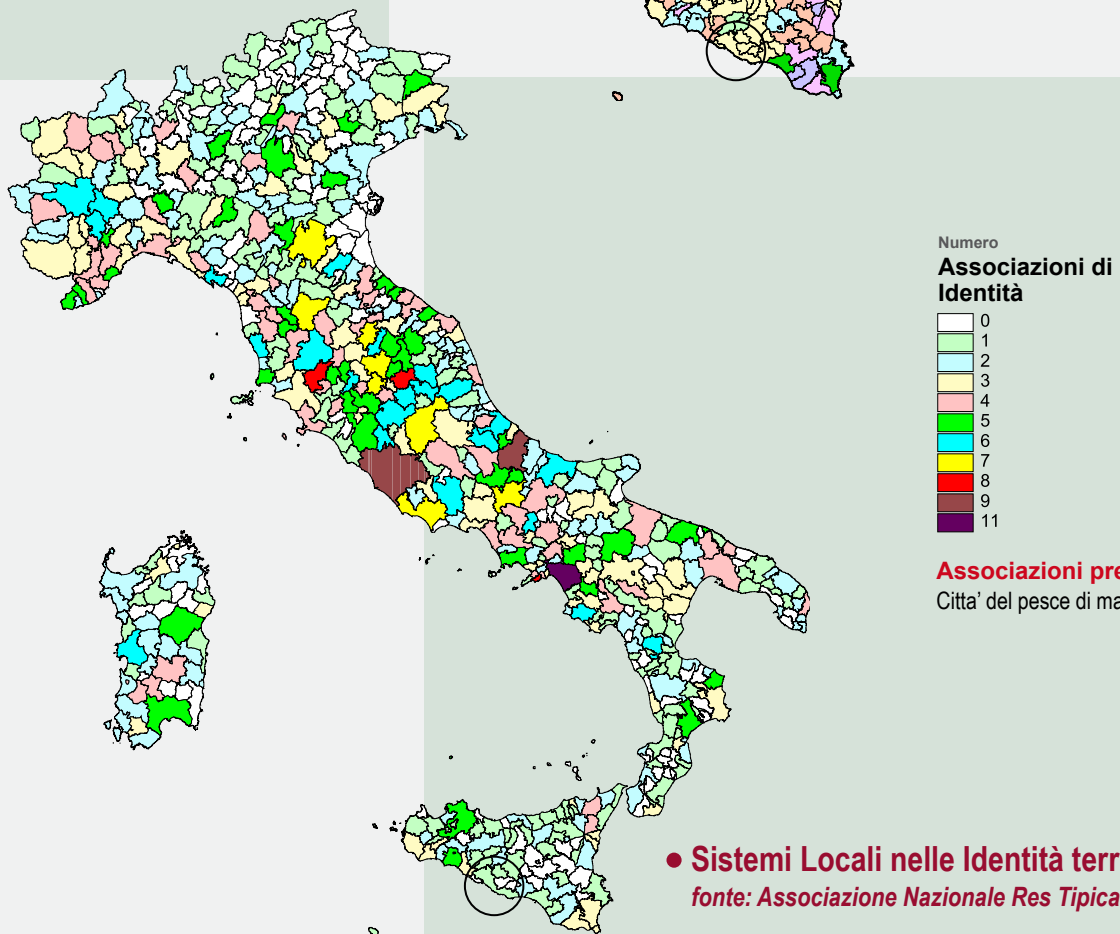 Numero
Associazioni di
Identità
0
1
2
3
4
5
6
7
8
9
11
Associazioni pre
Citta' del pesce di ma
• Sistemi Locali nelle Identità terr
fonte: Associazione Nazionale Res Tipica